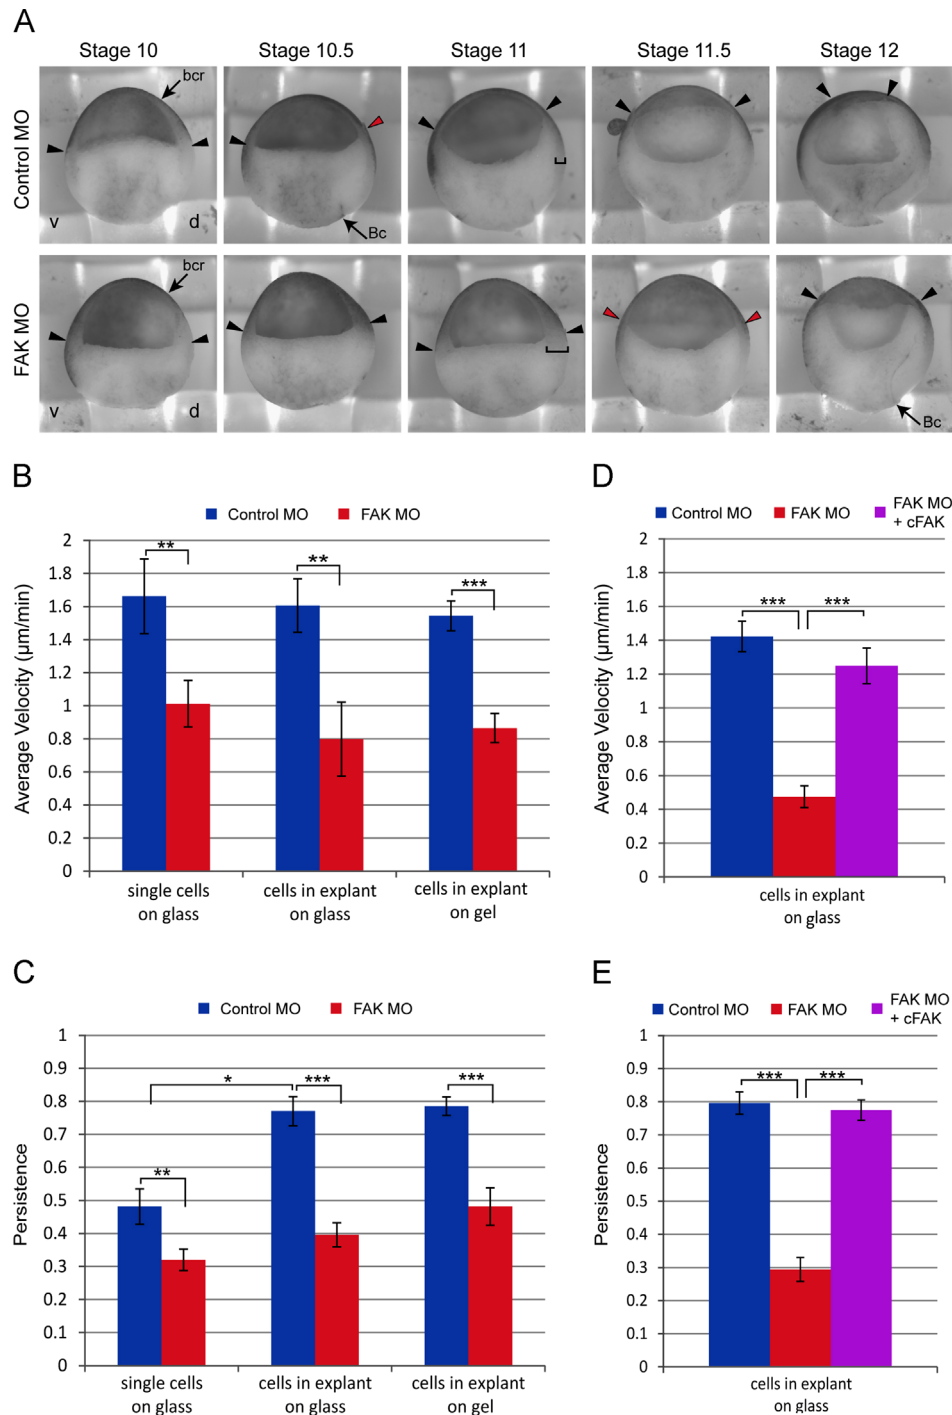 A
Stage 10 Stage 10.5 Stage 11 Stage 11.5 Stage 12
Control MO
bcr
v d
Bc
FAK MO
bcr
v d
Bc
B
Control MO FAK MO
Average Velocity (μm/min)
2
1.8
1.6
1.4
1.2
1
0.8
0.6
0.4
0.2
0
** ** ***
single cells on glass
cells in explant on glass
cells in explant on gel
D
Control MO FAK MO FAK MO + cFAK
Average Velocity (μm/min)
2
1.8
1.6
1.4
1.2
1
0.8
0.6
0.4
0.2
0
*** ***
cells in explant
on glass
C
Control MO FAK MO
Persistence
1
0.9
0.8
0.7
0.6
0.5
0.4
0.3
0.2
0.1
0
** * *** ***
single cells on glass
cells in explant on glass
cells in explant on gel
E
Control MO FAK MO FAK MO + cFAK
Persistence
1
0.9
0.8
0.7
0.6
0.5
0.4
0.3
0.2
0.1
0
*** ***
cells in explant
on glass